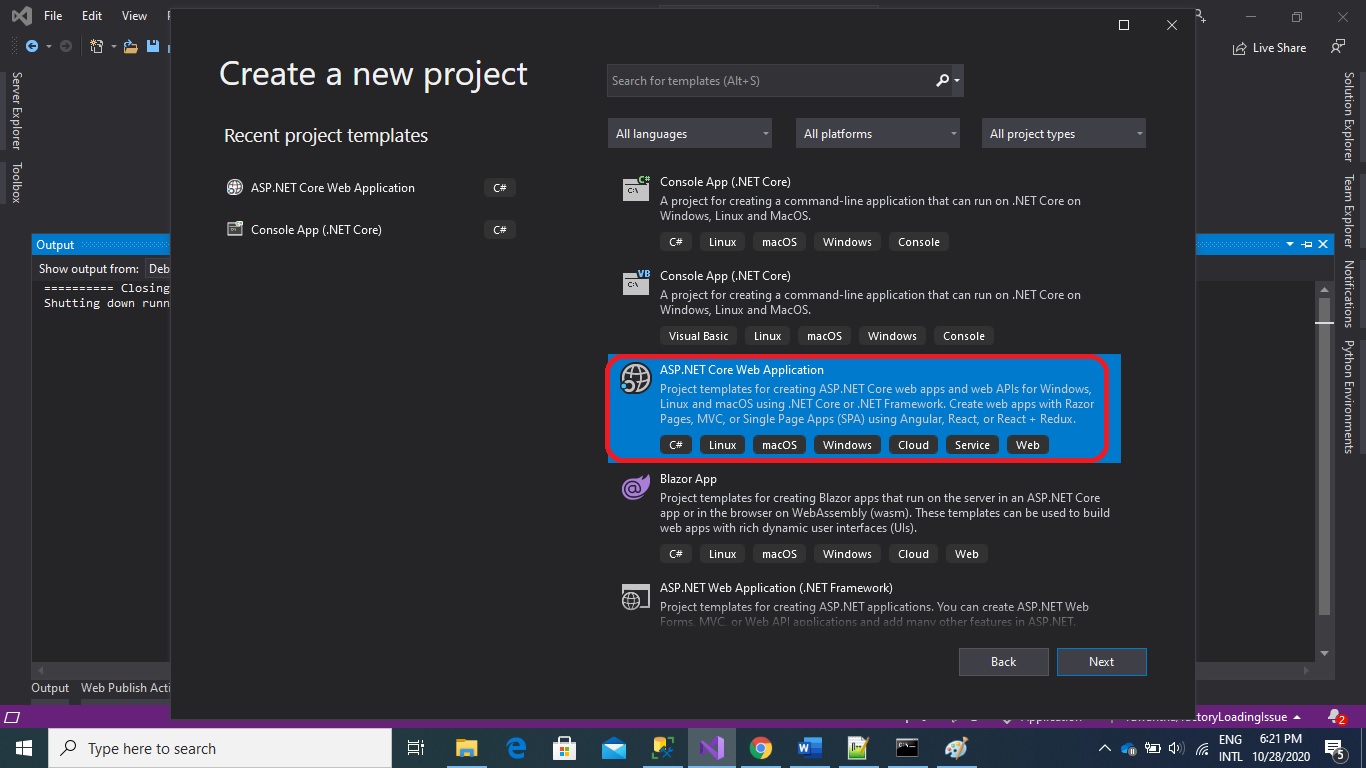 File Edit View
Live Share
Server Explorer
Toolbox
Solution Explorer
Team Explorer
Notifications
Python Environments
Create a new project
Search for templates (Alt+S)
Recent project templates
ASP.NET Core Web Application C#
Console App (.NET Core) C#
All languages All platforms All project types
C#
C:\
Console App (.NET Core)
A project for creating a command-line application that can run on .NET Core on
Windows, Linux and MacOS.
C# Linux macOS Windows Console
VB
C:\
Console App (.NET Core)
A project for creating a command-line application that can run on .NET Core on
Windows, Linux and MacOS.
Visual Basic Linux macOS Windows Console
ASP.NET Core Web Application
Project templates for creating ASP.NET Core web apps and web APIs for Windows,
Linux and macOS using .NET Core or .NET Framework. Create web apps with Razor
Pages, MVC, or Single Page Apps (SPA) using Angular, React, or React + Redux.
C# Linux macOS Windows Cloud Service Web
Blazor App
Project templates for creating Blazor apps that run on the server in an ASP.NET Core
app or in the browser on WebAssembly (wasm). These templates can be used to build
web apps with rich dynamic user interfaces (UIs).
C# Linux macOS Windows Cloud Web
ASP.NET Web Application (.NET Framework)
Project templates for creating ASP.NET applications. You can create ASP.NET Web
Forms, MVC, or Web API applications and add many other features in ASP.NET.
Back Next
Output
Show output from: Deb
========== Closing
Shutting down runn
Output Web Publish Acti
ctoryLoadingIssue
2
Type here to search
ENG
INTL
6:21 PM
10/28/2020
5